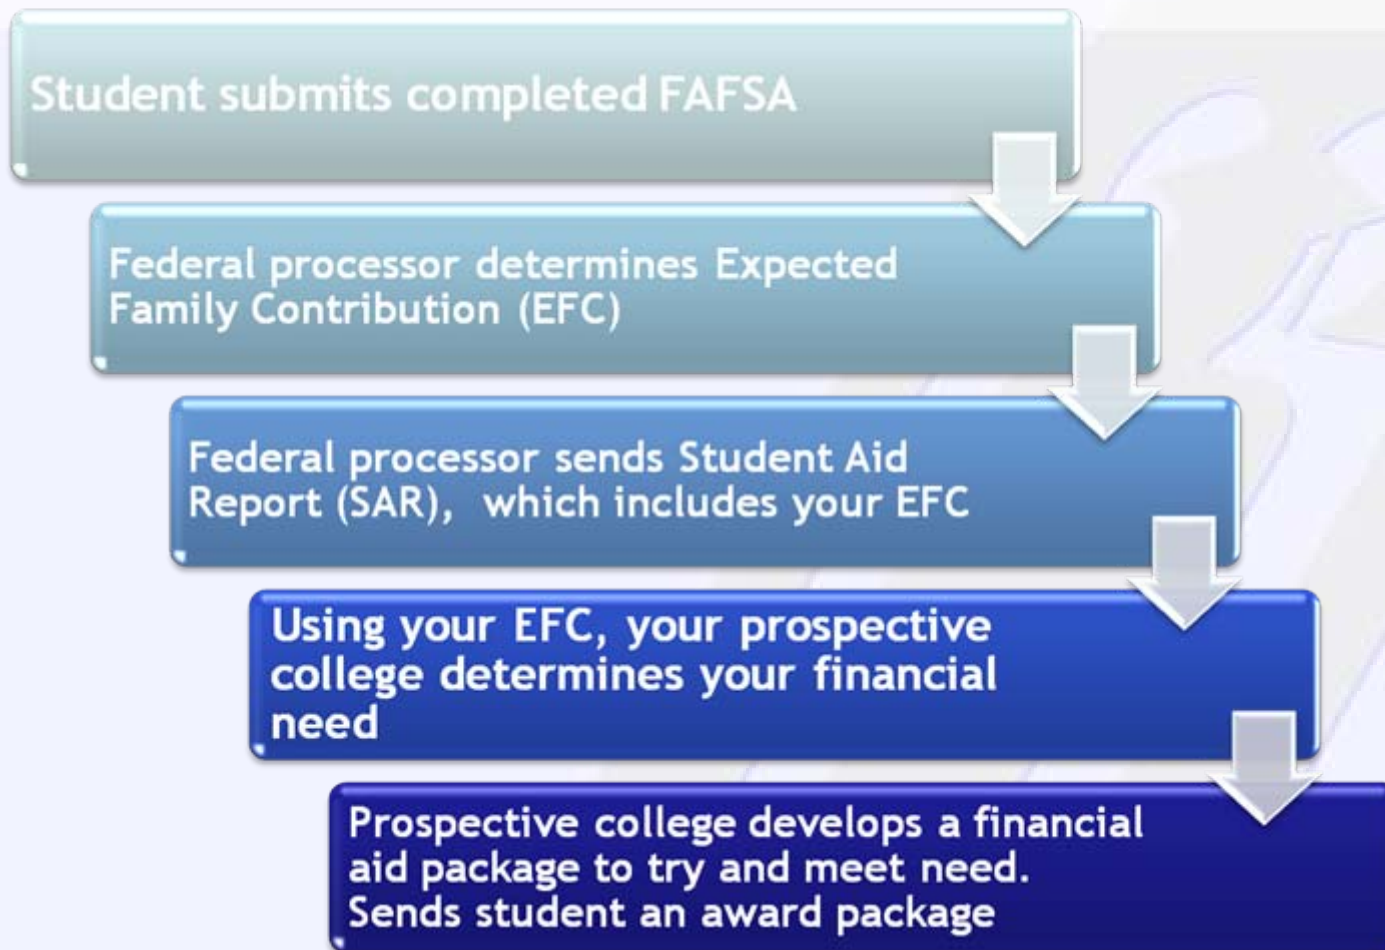 Student submits completed FAFSA
Federal processor determines Expected
Family Contribution (EFC)
Federal processor sends Student Aid
Report (SAR), which includes your EFC
Using your EFC, your prospective
college determines your financial
need
Prospective college develops a financial
aid package to try and meet need.
Sends student an award package